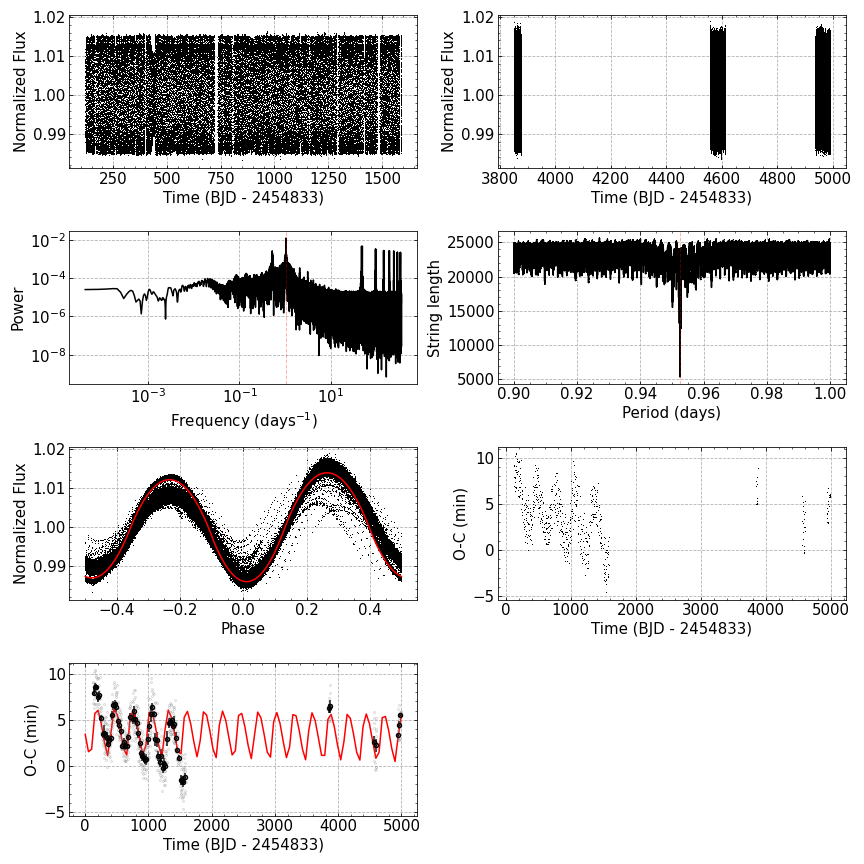 1.02
1.01
1.00
0.99
Normalized Flux
250 500 750 1000 1250 1500
Time (BJD - 2454833)
1.02
1.01
1.00
0.99
Normalized Flux
3800 4000 4200 4400 4600 4800 5000
Time (BJD - 2454833)
10⁻²
10⁻⁴
10⁻⁶
10⁻⁸
Power
10⁻³ 10⁻¹ 10¹
Frequency (days⁻¹)
25000
20000
15000
10000
5000
String length
0.90 0.92 0.94 0.96 0.98 1.00
Period (days)
1.02
1.01
1.00
0.99
Normalized Flux
−0.4 −0.2 0.0 0.2 0.4
Phase
10
5
0
−5
O-C (min)
0 1000 2000 3000 4000 5000
Time (BJD - 2454833)
10
5
0
−5
O-C (min)
0 1000 2000 3000 4000 5000
Time (BJD - 2454833)